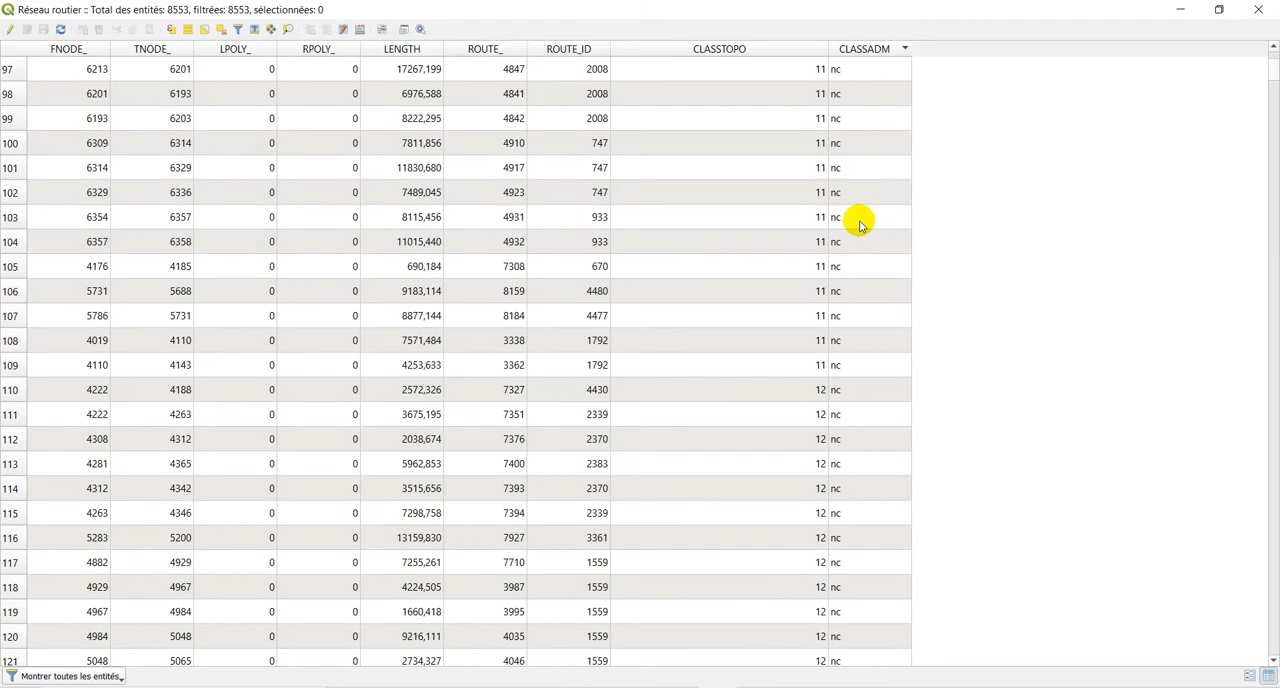 Réseau routier :: Total des entités: 8553, filtrées: 8553, sélectionnées: 0
FNODE_ TNODE_ LPOLY_ RPOLY_ LENGTH ROUTE_ ROUTE_ID CLASSTOPO CLASSADM
97 6213 6201 0 0 17267,199 4847 2008 11 nc
98 6201 6193 0 0 6976,588 4841 2008 11 nc
99 6193 6203 0 0 8222,295 4842 2008 11 nc
100 6309 6314 0 0 7811,856 4910 747 11 nc
101 6314 6329 0 0 11830,680 4917 747 11 nc
102 6329 6336 0 0 7489,045 4923 747 11 nc
103 6354 6357 0 0 8115,456 4931 933 11 nc
104 6357 6358 0 0 11015,440 4932 933 11 nc
105 4176 4185 0 0 690,184 7308 670 11 nc
106 5731 5688 0 0 9183,114 8159 4480 11 nc
107 5786 5731 0 0 8877,144 8184 4477 11 nc
108 4019 4110 0 0 7571,484 3338 1792 11 nc
109 4110 4143 0 0 4253,633 3362 1792 11 nc
110 4222 4188 0 0 2572,326 7327 4430 12 nc
111 4222 4263 0 0 3675,195 7351 2339 12 nc
112 4308 4312 0 0 2038,674 7376 2370 12 nc
113 4281 4365 0 0 5962,853 7400 2383 12 nc
114 4312 4342 0 0 3515,656 7393 2370 12 nc
115 4263 4346 0 0 7298,758 7394 2339 12 nc
116 5283 5200 0 0 13159,830 7927 3361 12 nc
117 4882 4929 0 0 7255,261 7710 1559 12 nc
118 4929 4967 0 0 4224,505 3987 1559 12 nc
119 4967 4984 0 0 1660,418 3995 1559 12 nc
120 4984 5048 0 0 9216,111 4035 1559 12 nc
121 5048 5065 0 0 2734,327 4046 1559 12 nc
Montrer toutes les entités